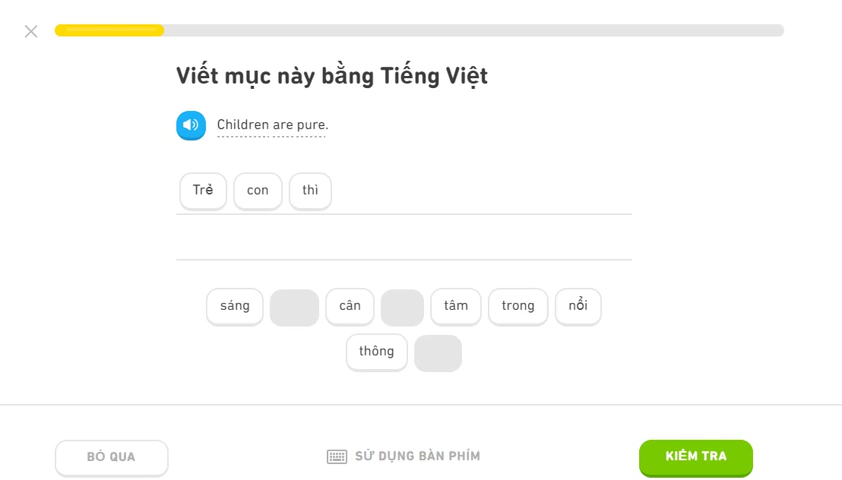 Viết mục này bằng Tiếng Việt
Children are pure.
Trẻ con thì
sáng cân tâm trong nổi
thông
BỎ QUA SỬ DỤNG BÀN PHÍM KIỂM TRA